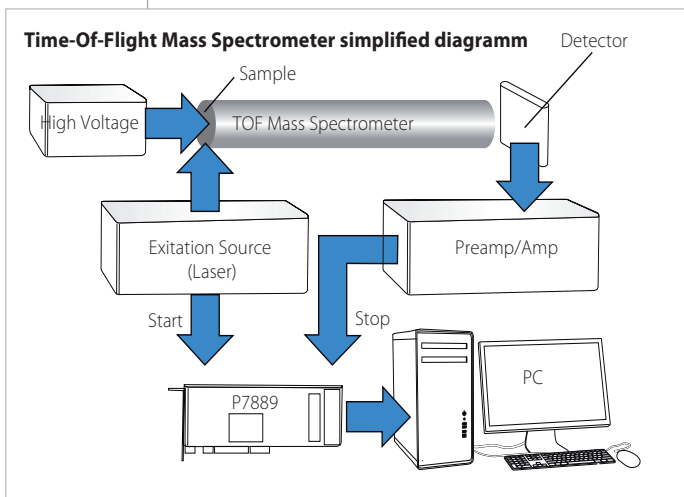 Time-Of-Flight Mass Spectrometer simplified diagramm
Detector
Sample
High Voltage
TOF Mass Spectrometer
Exitation Source
(Laser)
Preamp/Amp
Start
Stop
P7889
PC